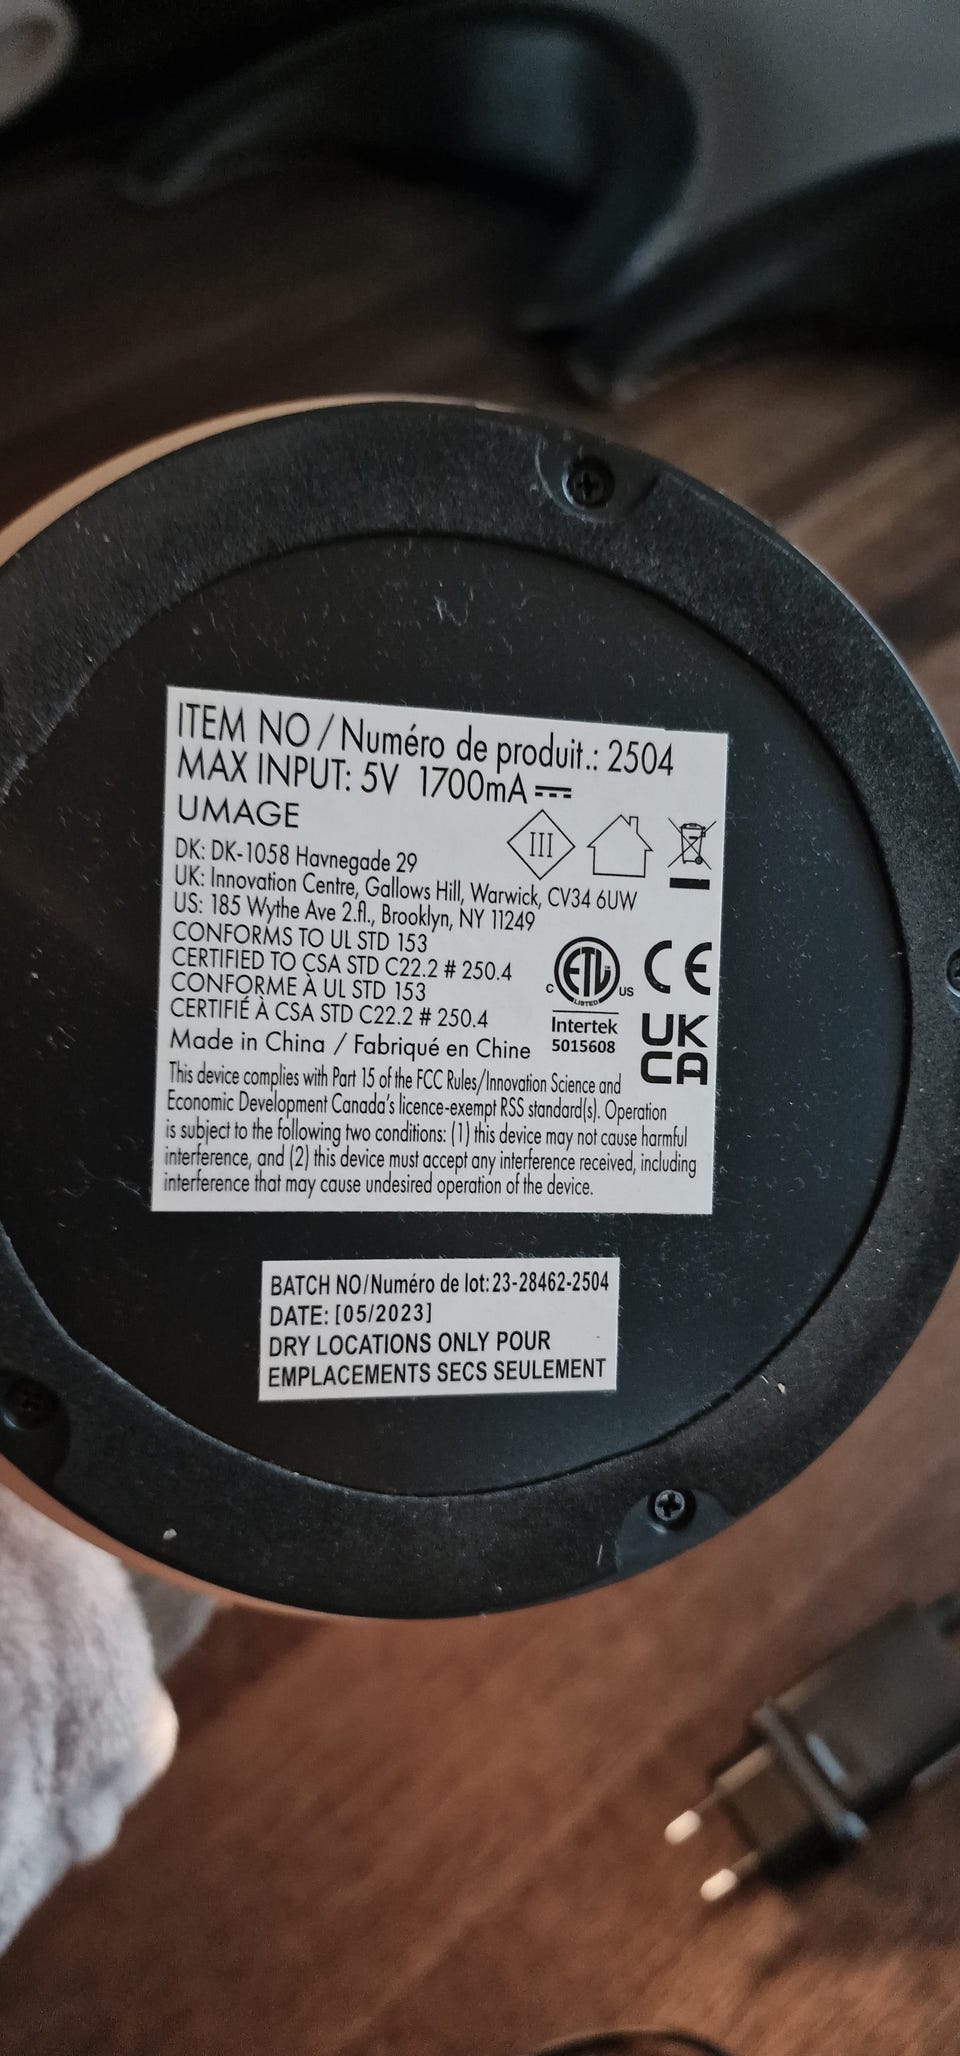 ITEM NO / Numéro de produit.: 2504
MAX INPUT: 5V 1700mA
UMAGE
III
DK: DK-1058 Havnegade 29
UK: Innovation Centre, Gallows Hill, Warwick, CV34 6UW
US: 185 Wythe Ave 2.fl., Brooklyn, NY 11249
CONFORMS TO UL STD 153
CERTIFIED TO CSA STD C22.2 # 250.4
CONFORME À UL STD 153
CERTIFIÉ À CSA STD C22.2 # 250.4
C ETL US
LISTED
Intertek
5015608
CE
UK
CA
Made in China / Fabriqué en Chine
This device complies with Part 15 of the FCC Rules/Innovation Science and
Economic Development Canada's licence-exempt RSS standard(s). Operation
is subject to the following two conditions: (1) this device may not cause harmful
interference, and (2) this device must accept any interference received, including
interference that may cause undesired operation of the device.
BATCH NO/Numéro de lot: 23-28462-2504
DATE: [05/2023]
DRY LOCATIONS ONLY POUR
EMPLACEMENTS SECS SEULEMENT